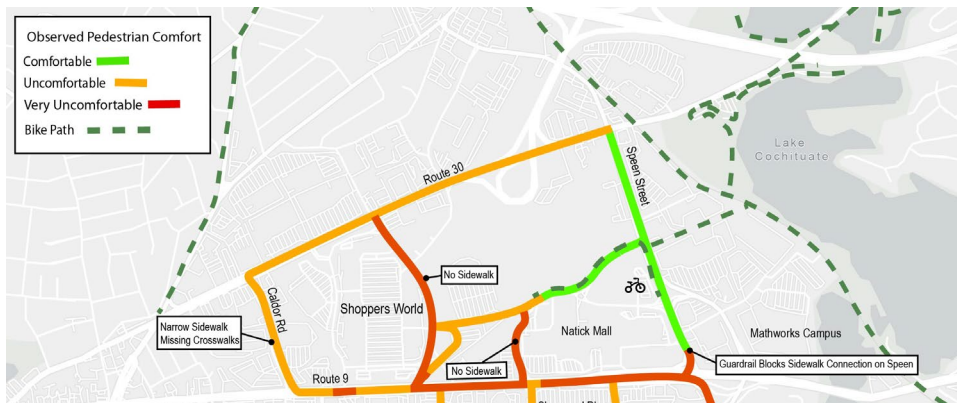 Observed Pedestrian Comfort
Comfortable
Uncomfortable
Very Uncomfortable
Bike Path
Lake
Cochituate
Route 30
Speen Street
No Sidewalk
Caldor Rd
Shoppers World
Narrow Sidewalk
Missing Crosswalks
Natick Mall
Mathworks Campus
No Sidewalk
Guardrail Blocks Sidewalk Connection on Speen
Route 9